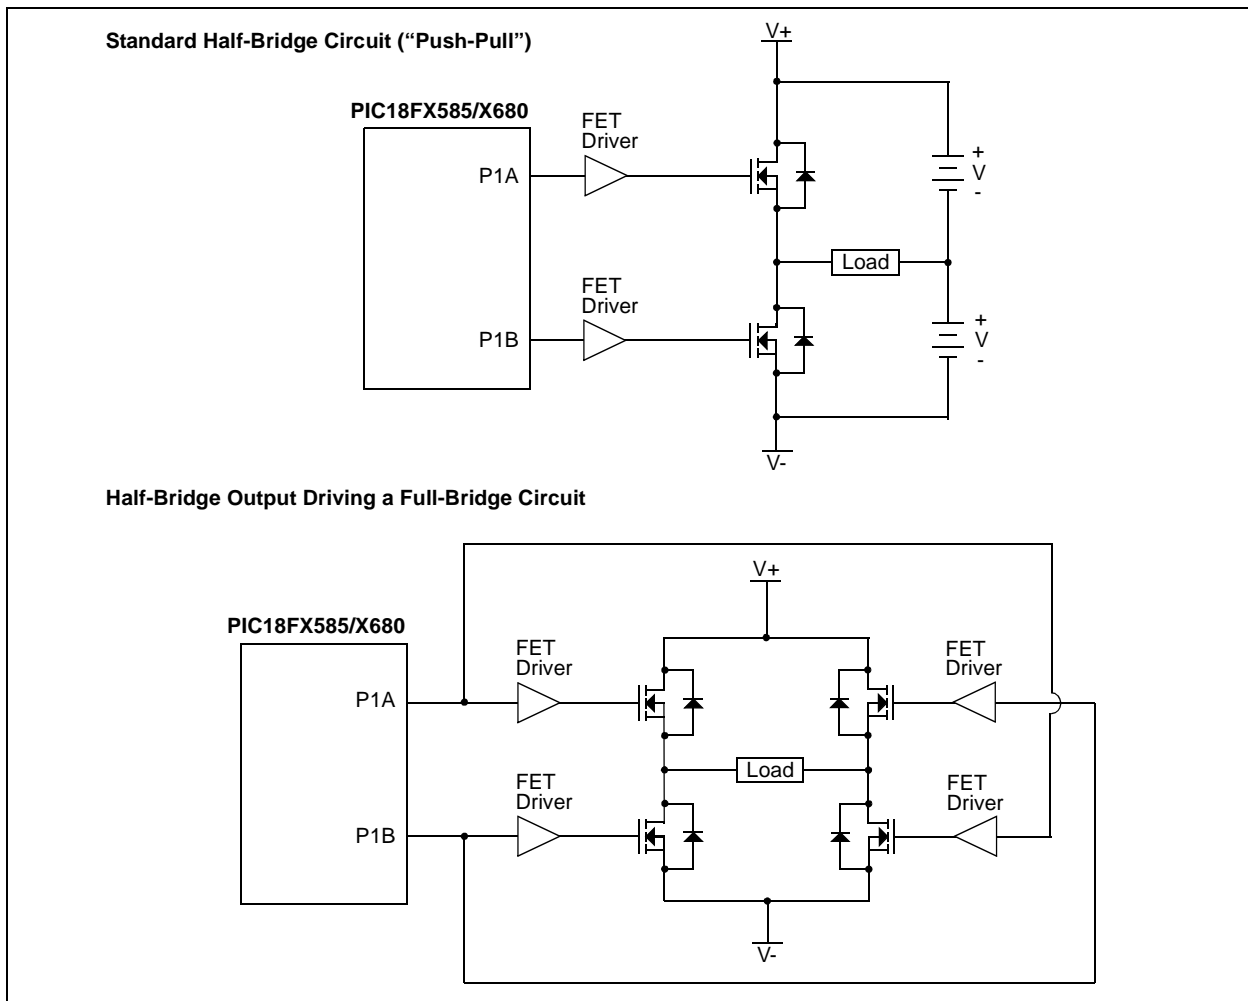 Standard Half-Bridge Circuit (“Push-Pull”)
V+
PIC18FX585/X680
FET
Driver
P1A
+
V
-
Load
FET
Driver
P1B
+
V
-
V-
Half-Bridge Output Driving a Full-Bridge Circuit
V+
PIC18FX585/X680
FET
Driver
FET
Driver
P1A
Load
FET
Driver
FET
Driver
P1B
V-